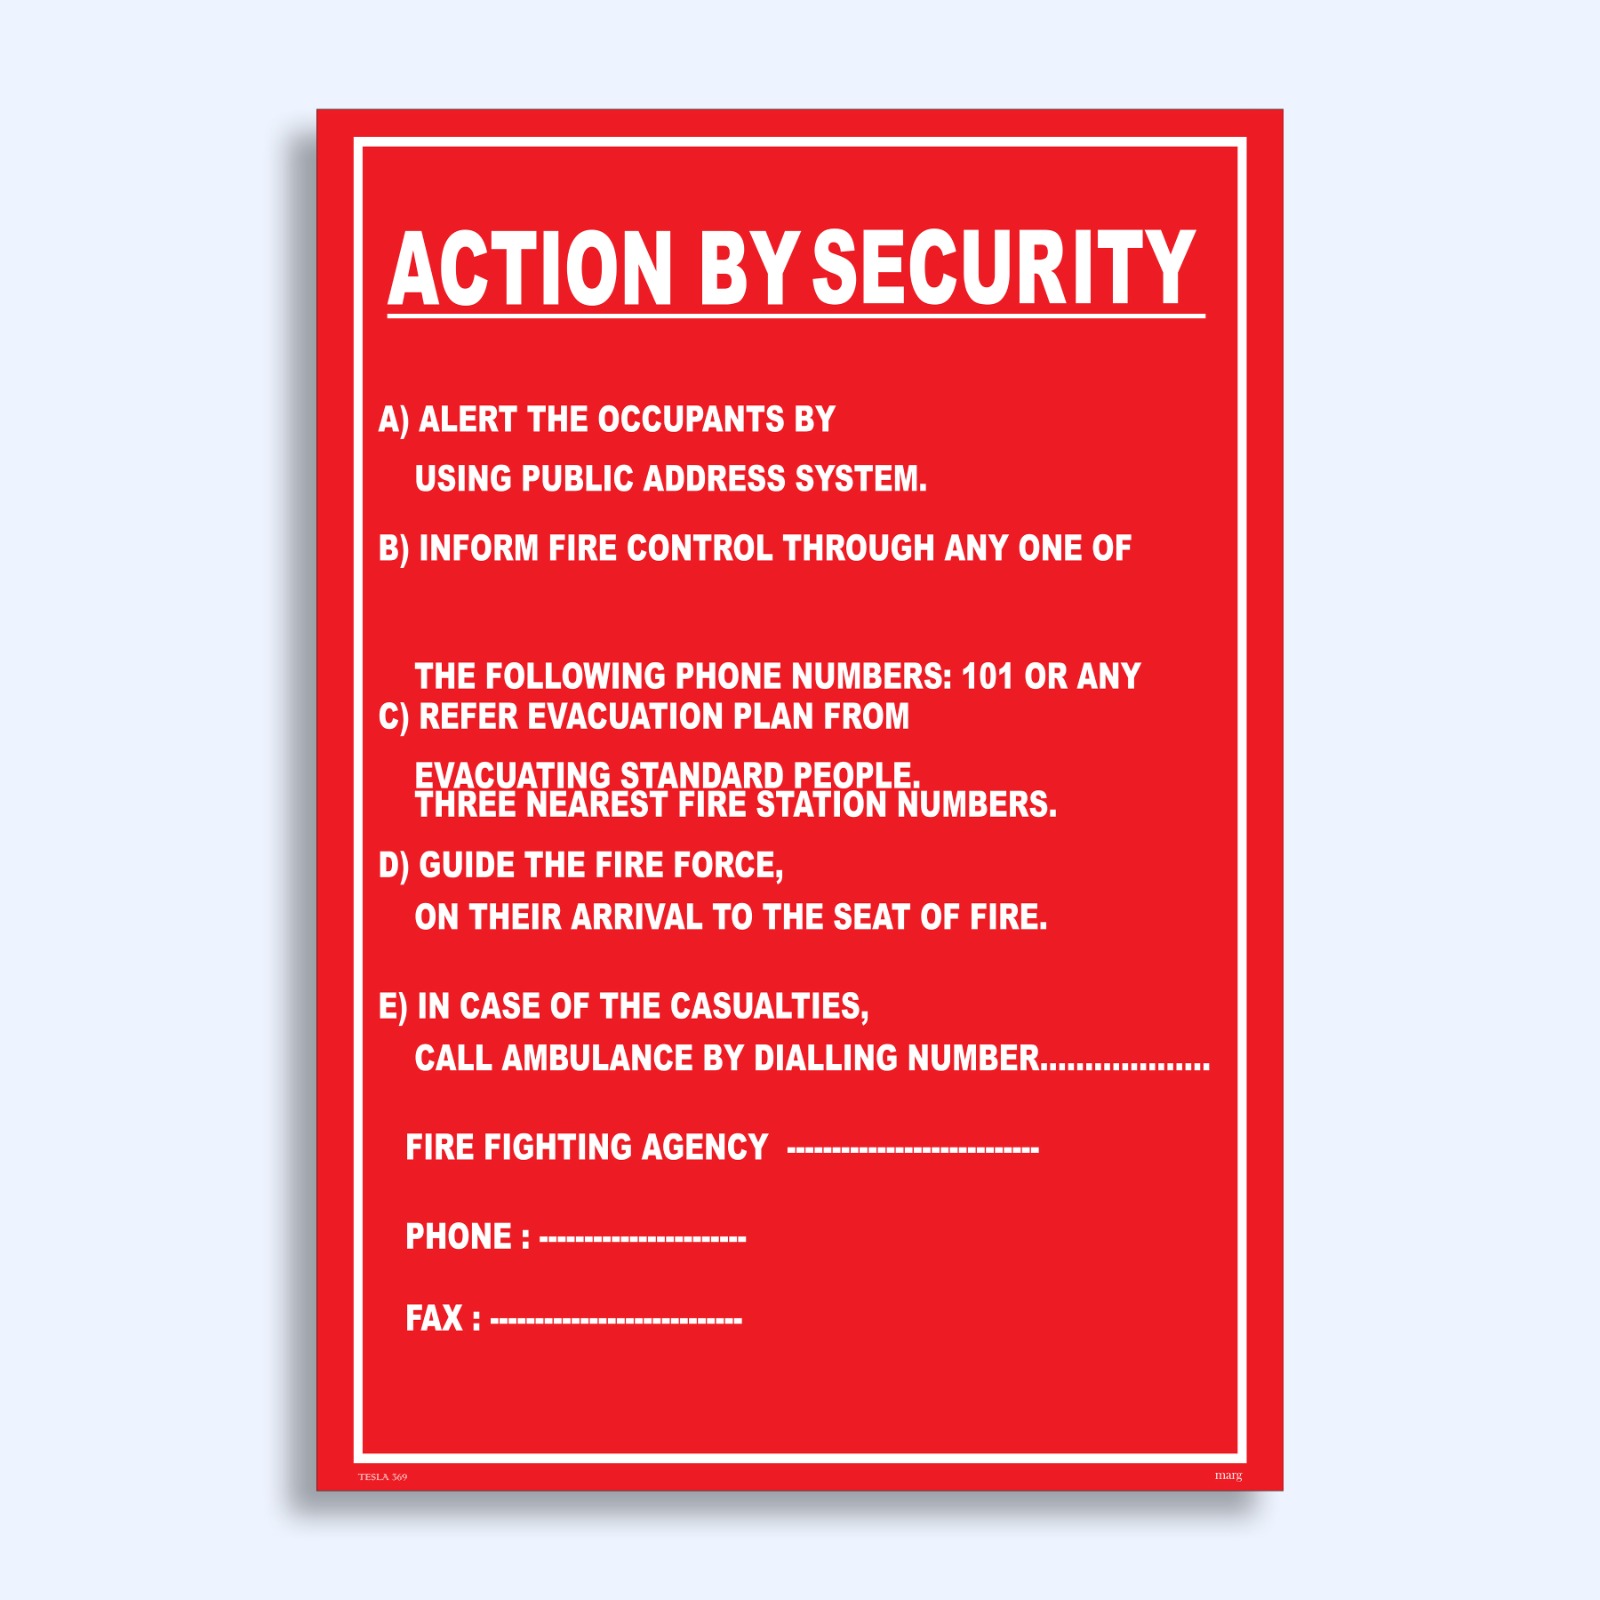 ACTION BY SECURITY
A) ALERT THE OCCUPANTS BY
USING PUBLIC ADDRESS SYSTEM.
B) INFORM FIRE CONTROL THROUGH ANY ONE OF
THE FOLLOWING PHONE NUMBERS: 101 OR ANY
C) REFER EVACUATION PLAN FROM
EVACUATING STANDARD PEOPLE.
THREE NEAREST FIRE STATION NUMBERS.
D) GUIDE THE FIRE FORCE,
ON THEIR ARRIVAL TO THE SEAT OF FIRE.
E) IN CASE OF THE CASUALTIES,
CALL AMBULANCE BY DIALLING NUMBER...................
FIRE FIGHTING AGENCY ----------------------------
PHONE : -----------------------
FAX : ----------------------------
TESLA 369
marg